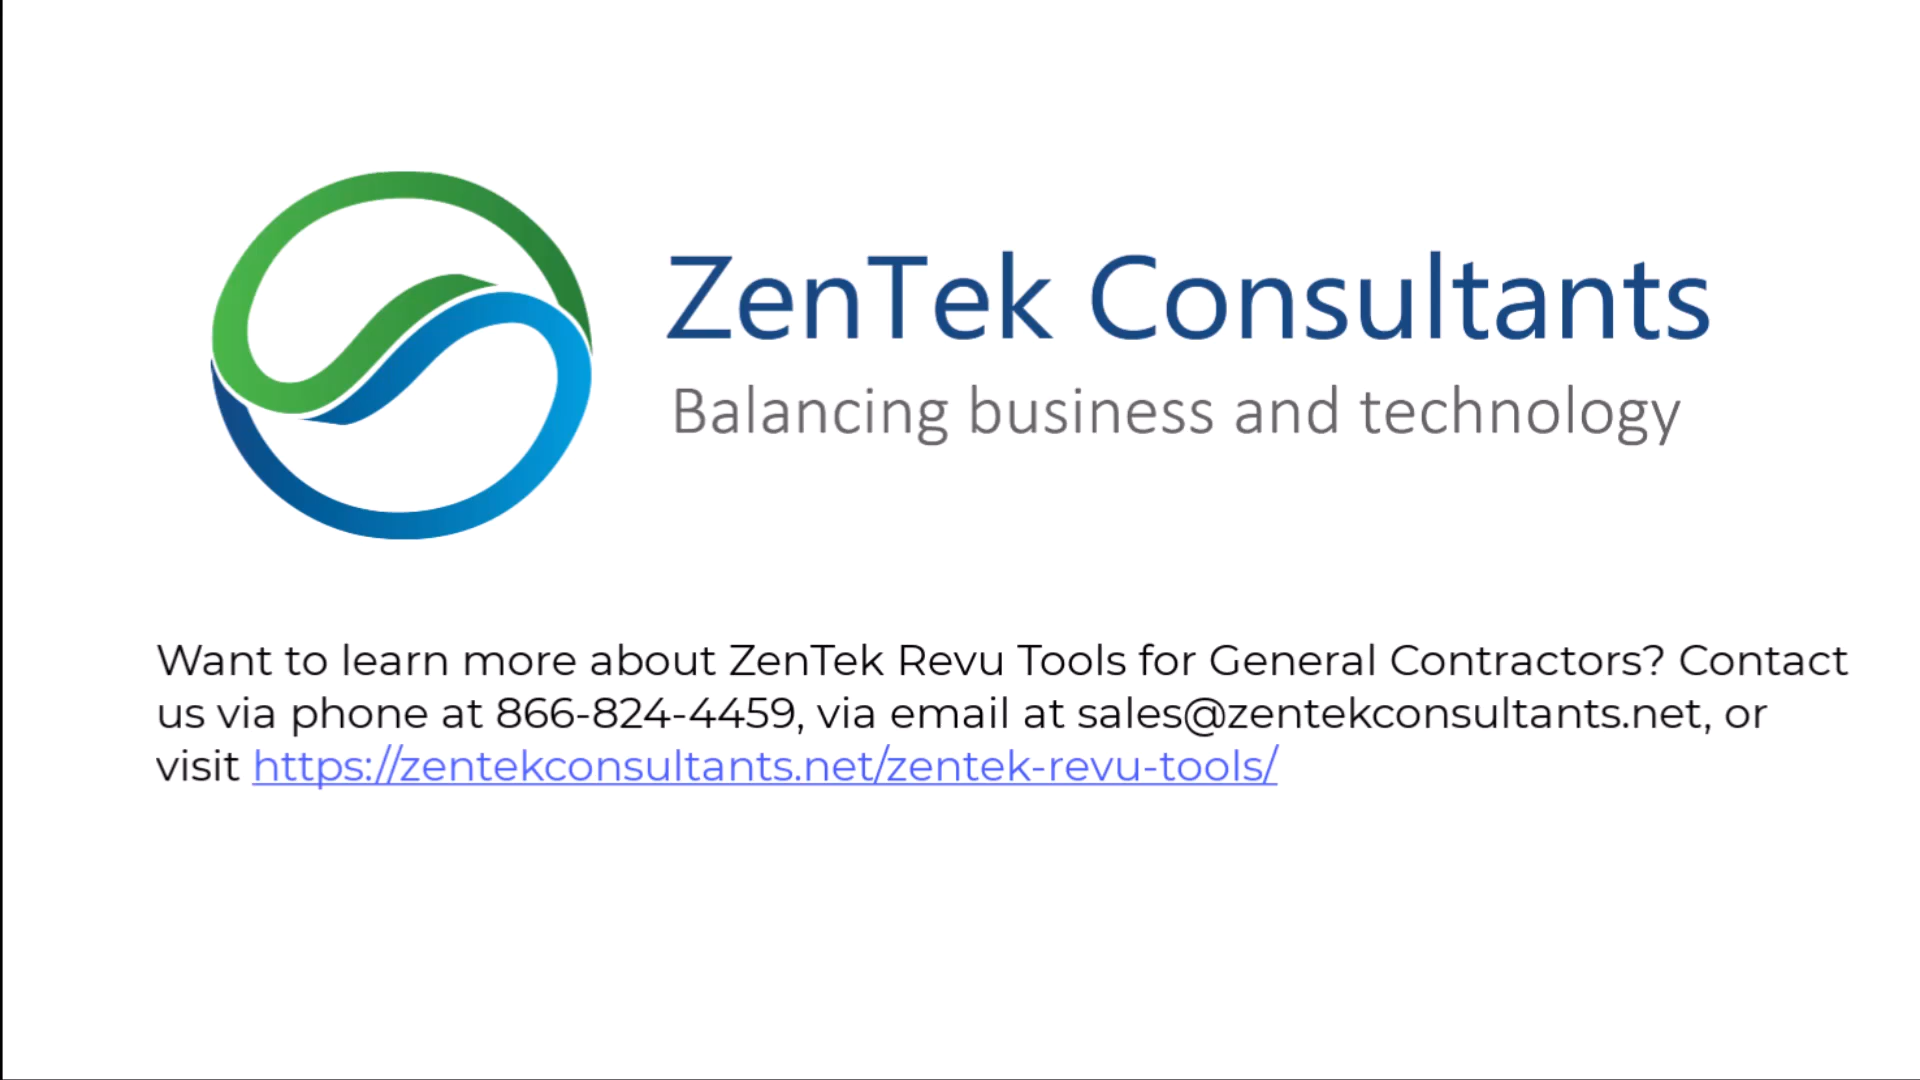 ZenTek Consultants
Balancing business and technology
Want to learn more about ZenTek Revu Tools for General Contractors? Contact
us via phone at 866-824-4459, via email at sales@zentekconsultants.net, or
visit https://zentekconsultants.net/zentek-revu-tools/